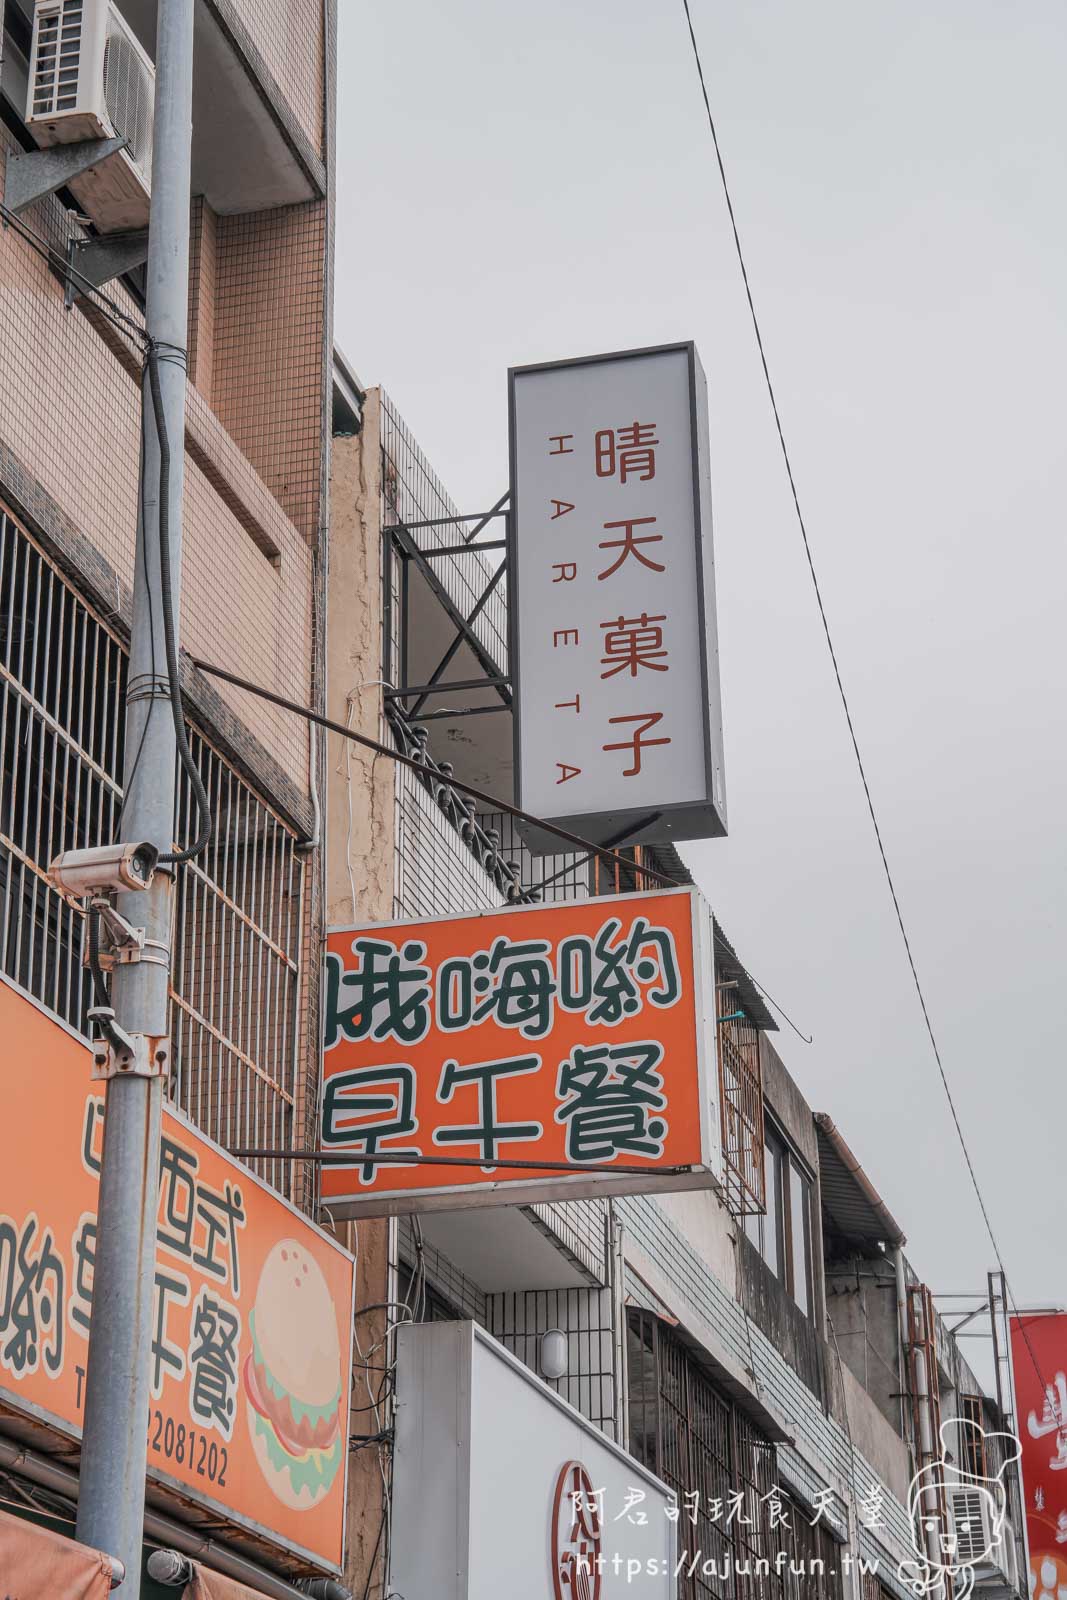 晴天菓子
HARETA
哦嗨喲
早午餐
西式
喲早午餐
22081202
阿君的玩食天堂
https://ajunfun.tw